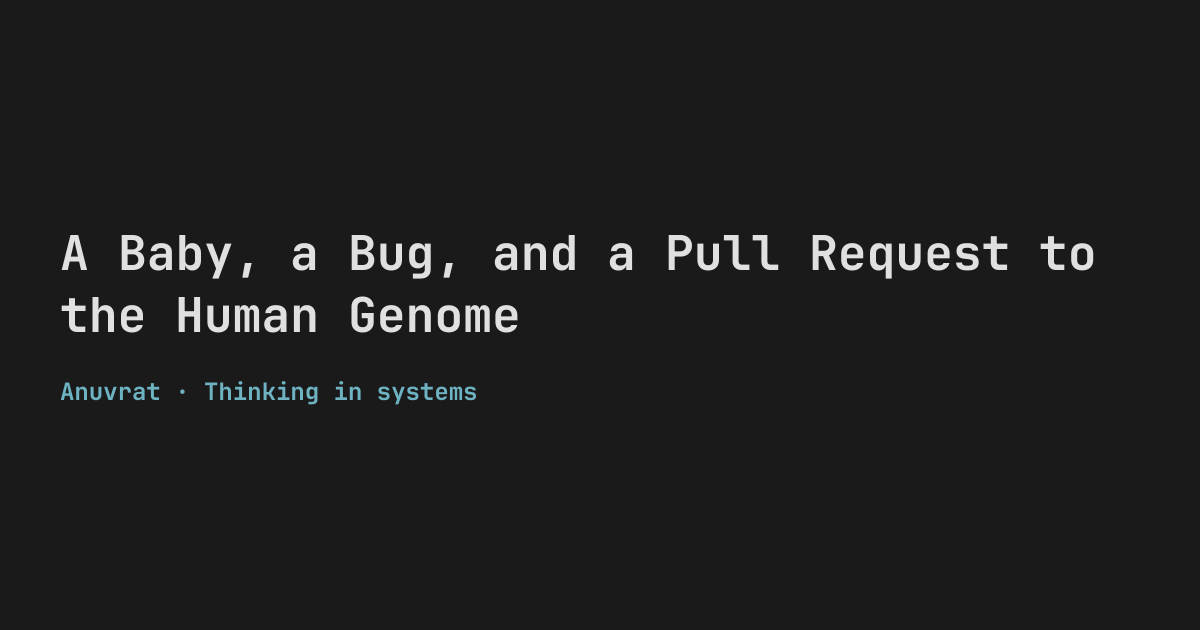 A Baby, a Bug, and a Pull Request to
the Human Genome
Anuvrat · Thinking in systems